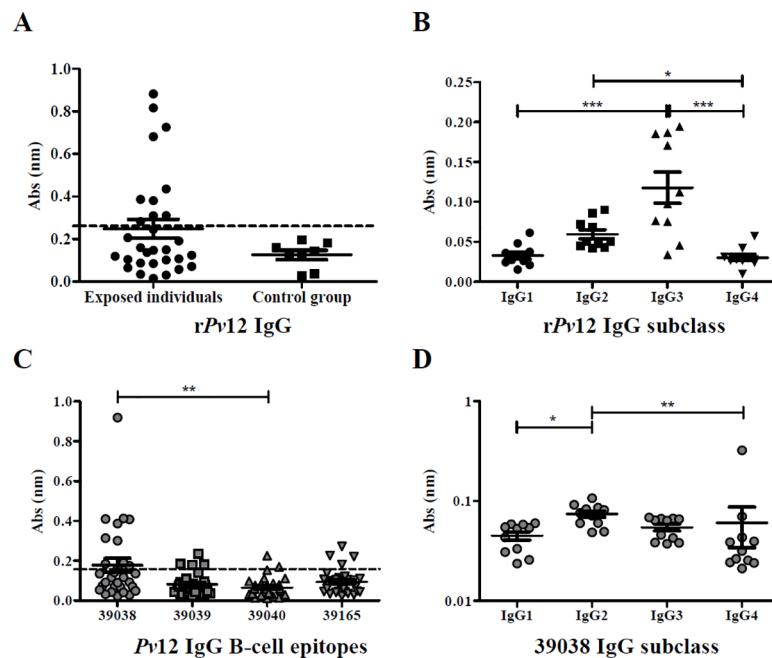 A
Abs (nm)
1.0
0.8
0.6
0.4
0.2
0.0
Exposed individuals Control group
rPv12 IgG
B
Abs (nm)
0.25
0.20
0.15
0.10
0.05
0.00
*
*** ***
IgG1 IgG2 IgG3 IgG4
rPv12 IgG subclass
C
Abs (nm)
1.0
0.8
0.6
0.4
0.2
0.0
**
39038 39039 39040 39165
Pv12 IgG B-cell epitopes
D
Abs (nm)
1
0.1
0.01
* **
IgG1 IgG2 IgG3 IgG4
39038 IgG subclass